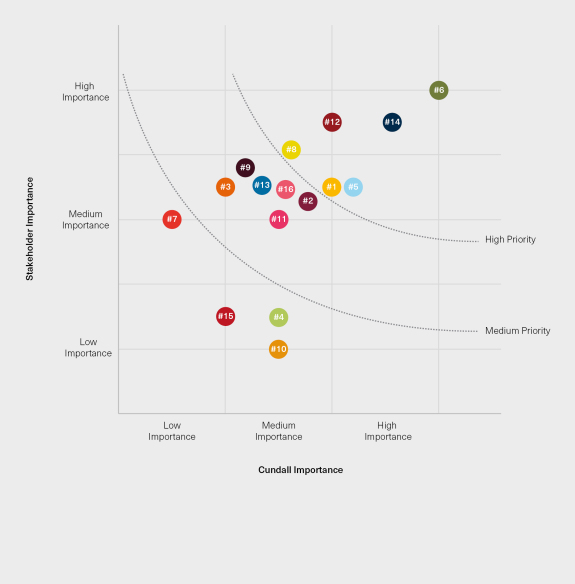 High
Importance
#6
#12
#14
#8
#9
#3
#13
#16
#1
#5
#2
Medium
Importance
#7
#11
High Priority
Stakeholder Importance
#15
#4
Medium Priority
Low
Importance
#10
Low
Importance
Medium
Importance
High
Importance
Cundall Importance